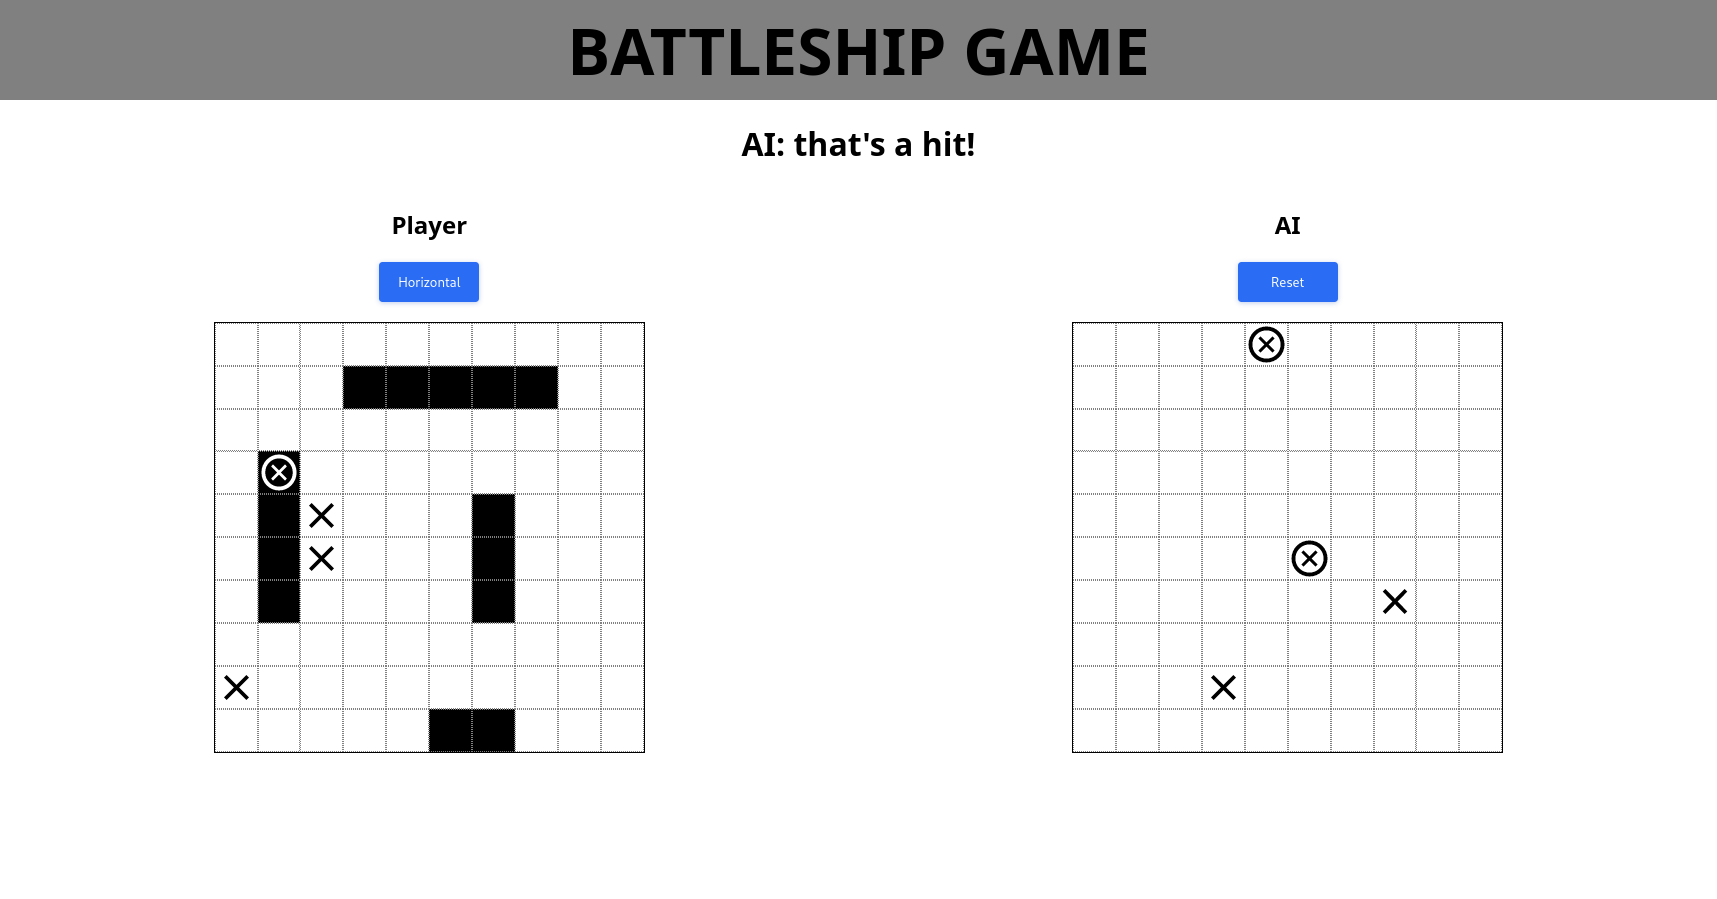 BATTLESHIP GAME
AI: that's a hit!
Player
Horizontal
AI
Reset